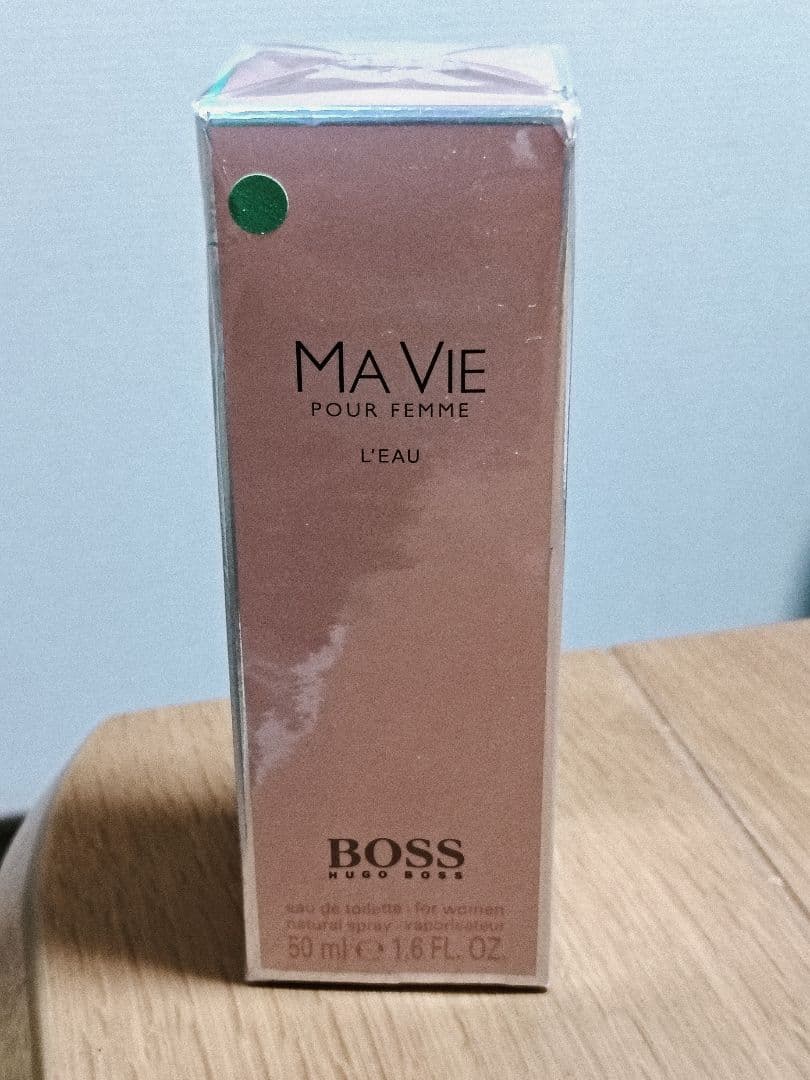 MA VIE
POUR FEMME
L'EAU
BOSS
HUGO BOSS
eau de toilette · for women
natural spray · vaporisateur
50 ml ℮ 1.6 FL. OZ.